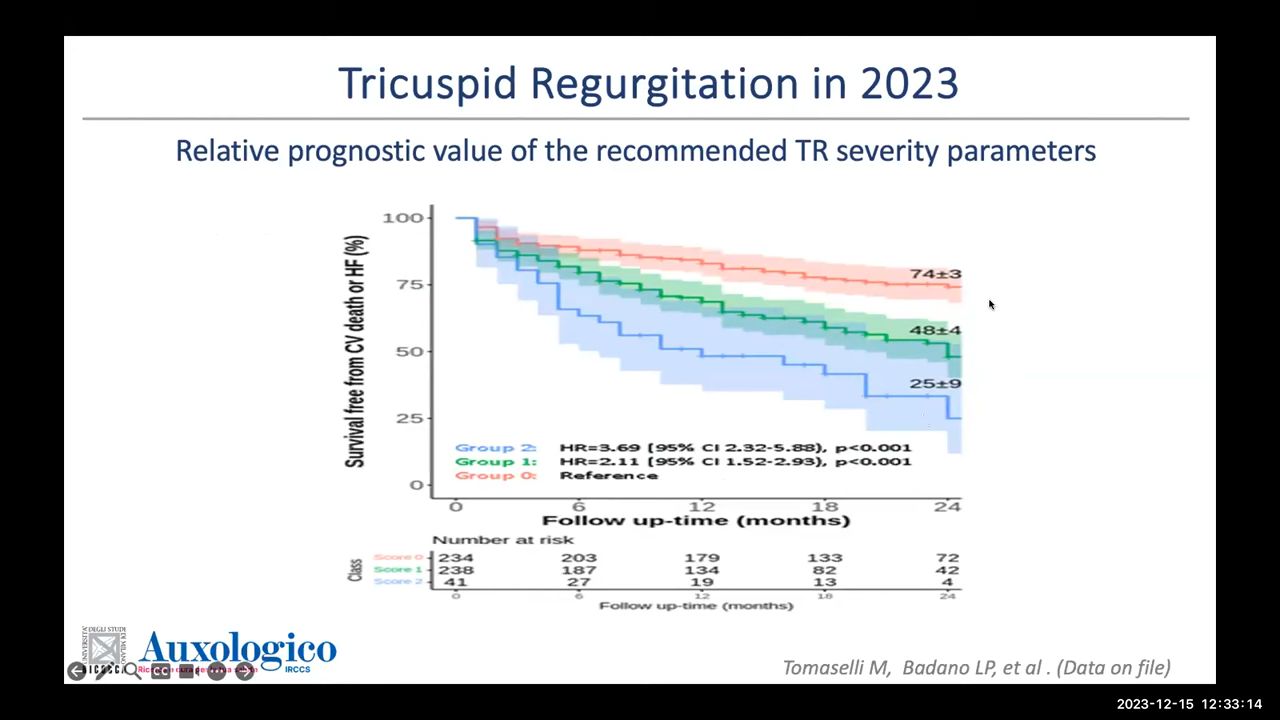 Tricuspid Regurgitation in 2023
Relative prognostic value of the recommended TR severity parameters
Survival free from CV death or HF (%)
100
75
50
25
0
74±3
48±4
25±9
Group 2: HR=3.69 (95% CI 2.32-5.88), p<0.001
Group 1: HR=2.11 (95% CI 1.52-2.93), p<0.001
Group 0: Reference
0 6 12 18 24
Follow up-time (months)
Number at risk
Class
Score 0 234 203 179 133 72
Score 1 238 187 134 82 42
Score 2 41 27 19 13 4
0 6 12 18 24
Follow up-time (months)
Auxologico
IRCCS
Tomaselli M, Badano LP, et al . (Data on file)
2023-12-15 12:33:14